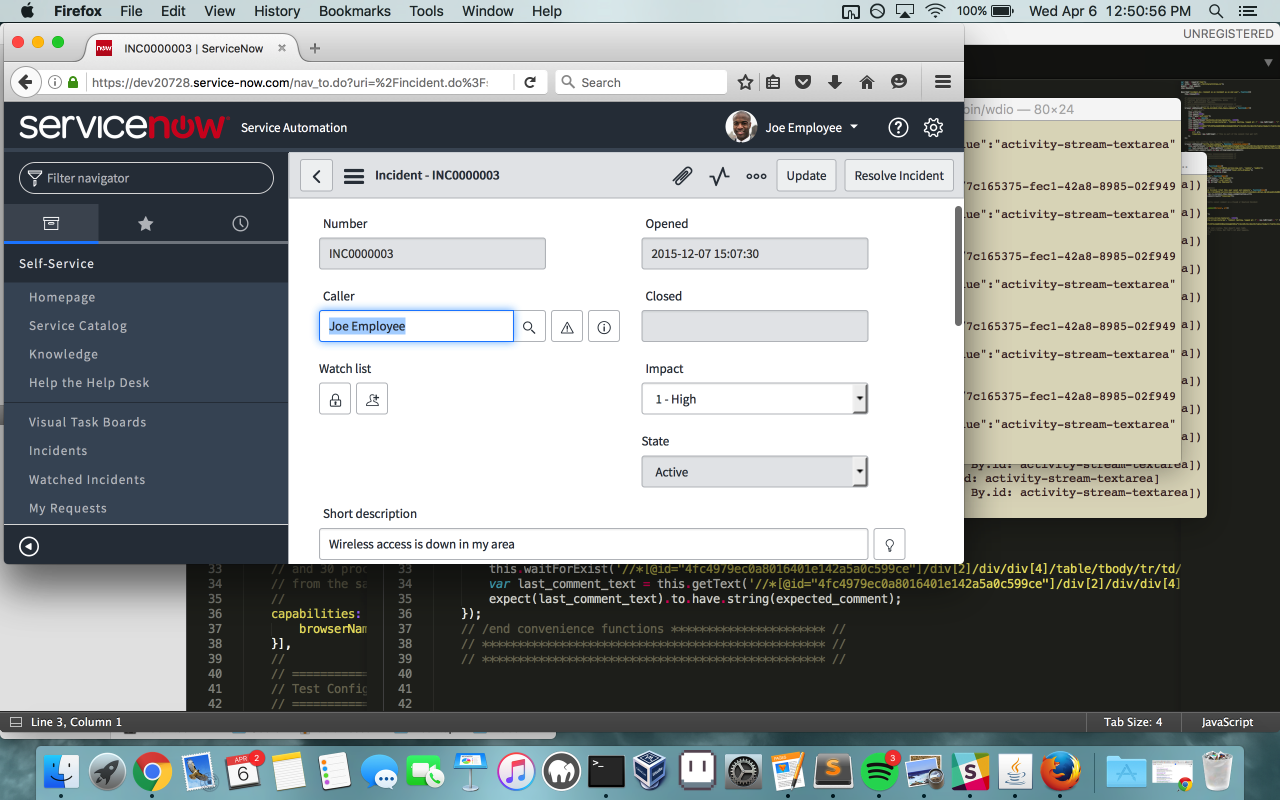 Firefox File Edit View History Bookmarks Tools Window Help 100% Wed Apr 6 12:50:56 PM
UNREGISTERED
now INC0000003 | ServiceNow
https://dev20728.service-now.com/nav_to.do?uri=%2Fincident.do%3F:
Search
bin/wdio — 80×24
servicenow Service Automation
Joe Employee
Filter navigator
Self-Service
Homepage
Service Catalog
Knowledge
Help the Help Desk
Visual Task Boards
Incidents
Watched Incidents
My Requests
Incident - INC0000003
Update
Resolve Incident
Number
INC0000003
Opened
2015-12-07 15:07:30
Caller
Joe Employee
Closed
Watch list
Impact
1 - High
State
Active
Short description
Wireless access is down in my area
ue":"activity-stream-textarea"
7c165375-fec1-42a8-8985-02f949
ue":"activity-stream-textarea"
7c165375-fec1-42a8-8985-02f949
ue":"activity-stream-textarea"
7c165375-fec1-42a8-8985-02f949
ue":"activity-stream-textarea"
7c165375-fec1-42a8-8985-02f949
ue":"activity-stream-textarea"
a])
a])
a])
a])
a])
a])
a])
a])
a])
By.id: activity-stream-textarea])
d: activity-stream-textarea]
By.id: activity-stream-textarea])
33 // and 30 proc
34 // from the sa
35 //
36 capabilities:
37 browserNam
38 }],
39 //
40 // ===========
41 // Test Config
42 // ===========
33 this.waitForExist('//*[@id="4fc4979ec0a8016401e142a5a0c599ce"]/div[2]/div/div[4]/table/tbody/tr/td/
34 var last_comment_text = this.getText('//*[@id="4fc4979ec0a8016401e142a5a0c599ce"]/div[2]/div/div[4]
35 expect(last_comment_text).to.have.string(expected_comment);
36 });
37 // /end convenience functions ********************** //
38 // ************************************************* //
39 // ************************************************* //
40
41
42
Line 3, Column 1
Tab Size: 4
JavaScript
APR
6
2
3